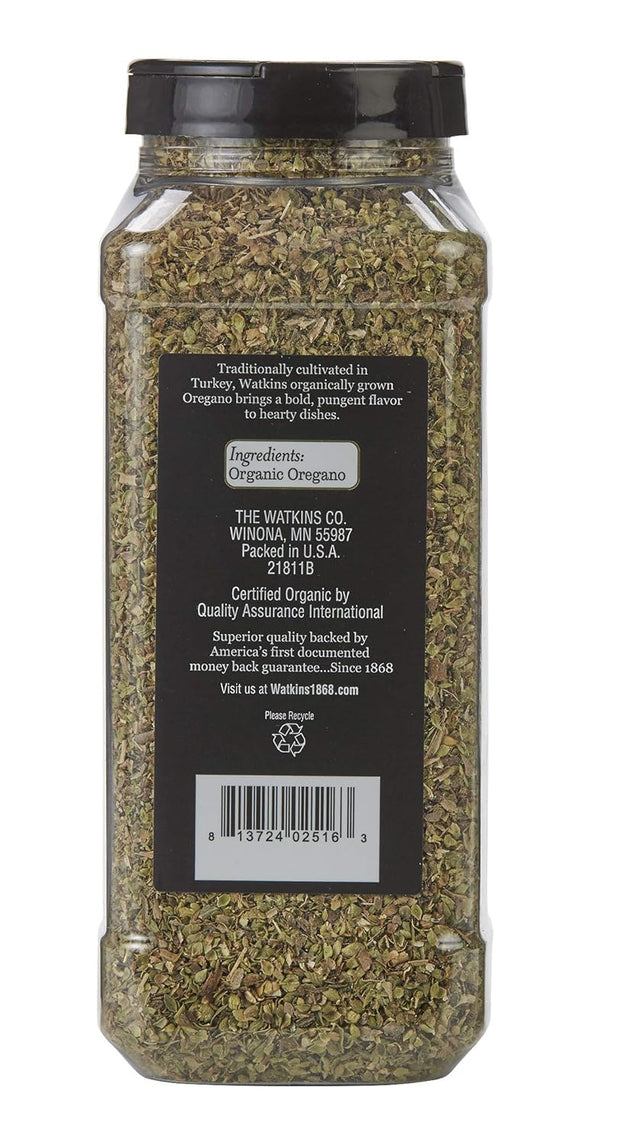 Traditionally cultivated in
Turkey, Watkins organically grown
Oregano brings a bold, pungent flavor
to hearty dishes.
Ingredients:
Organic Oregano
THE WATKINS CO.
WINONA, MN 55987
Packed in U.S.A.
21811B
Certified Organic by
Quality Assurance International
Superior quality backed by
America's first documented
money back guarantee...Since 1868
Visit us at Watkins1868.com
Please Recycle
8 13724 02516 3